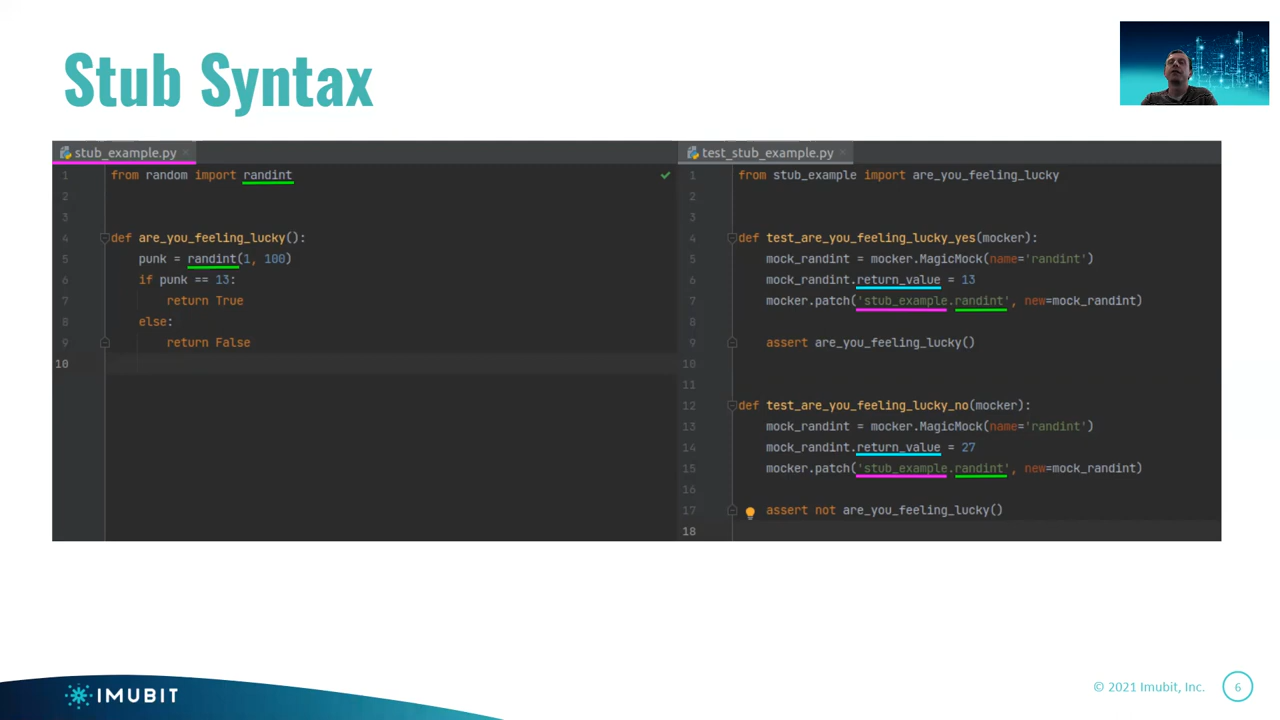 Stub Syntax
stub_example.py
1 from random import randint
2
3
4 def are_you_feeling_lucky():
5 punk = randint(1, 100)
6 if punk == 13:
7 return True
8 else:
9 return False
10
test_stub_example.py
1 from stub_example import are_you_feeling_lucky
2
3
4 def test_are_you_feeling_lucky_yes(mocker):
5 mock_randint = mocker.MagicMock(name='randint')
6 mock_randint.return_value = 13
7 mocker.patch('stub_example.randint', new=mock_randint)
8
9 assert are_you_feeling_lucky()
10
11
12 def test_are_you_feeling_lucky_no(mocker):
13 mock_randint = mocker.MagicMock(name='randint')
14 mock_randint.return_value = 27
15 mocker.patch('stub_example.randint', new=mock_randint)
16
17 assert not are_you_feeling_lucky()
18
IMUBIT
© 2021 Imubit, Inc.
6